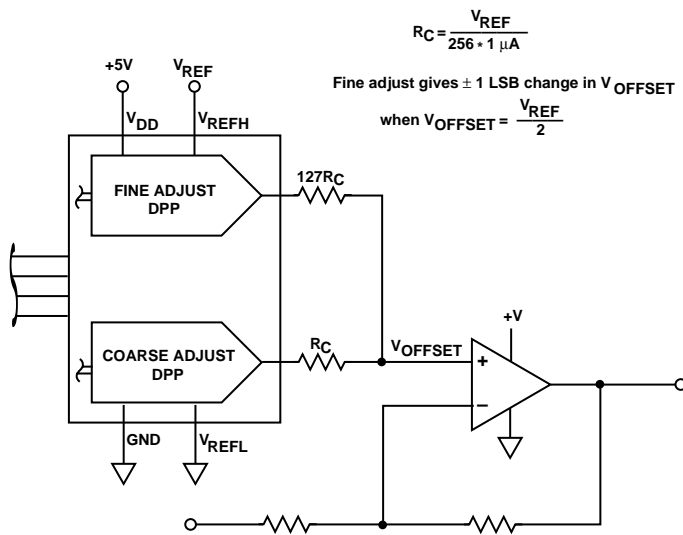 R_C = V_REF / 256 * 1 µA
Fine adjust gives ± 1 LSB change in V_OFFSET
when V_OFFSET = V_REF / 2
+5V
V_REF
V_DD
V_REFH
FINE ADJUST
DPP
127R_C
COARSE ADJUST
DPP
R_C
V_OFFSET
+V
+
−
GND
V_REFL